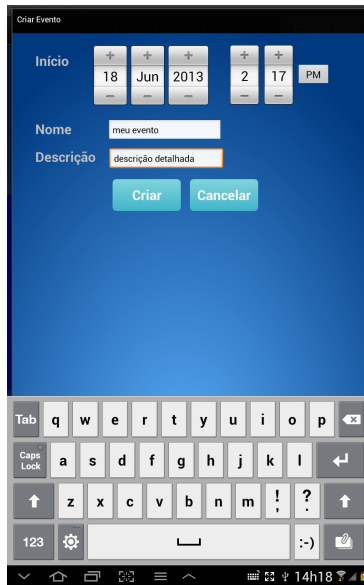 Criar Evento
Início
+ + + + +
18 Jun 2013 2 17 PM
− − − − −
Nome meu evento
Descrição descrição detalhada
Criar Cancelar
Tab q w e r t y u i o p
Caps Lock a s d f g h j k l
z x c v b n m ! , ? .
123 :-)
14h18